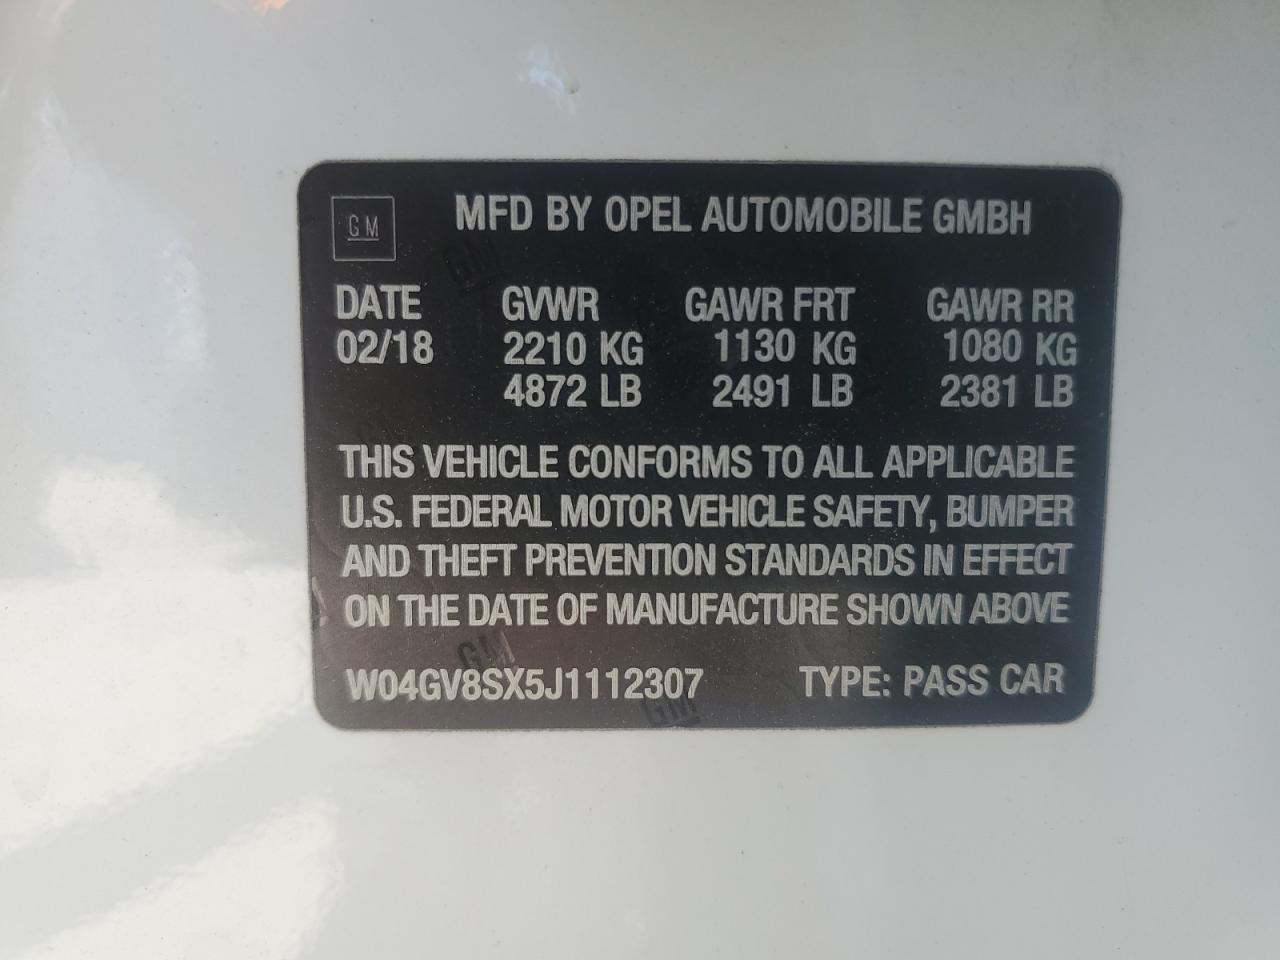 GM
MFD BY OPEL AUTOMOBILE GMBH
DATE GVWR GAWR FRT GAWR RR
02/18 2210 KG 1130 KG 1080 KG
4872 LB 2491 LB 2381 LB
THIS VEHICLE CONFORMS TO ALL APPLICABLE
U.S. FEDERAL MOTOR VEHICLE SAFETY, BUMPER
AND THEFT PREVENTION STANDARDS IN EFFECT
ON THE DATE OF MANUFACTURE SHOWN ABOVE
W04GV8SX5J1112307 TYPE: PASS CAR